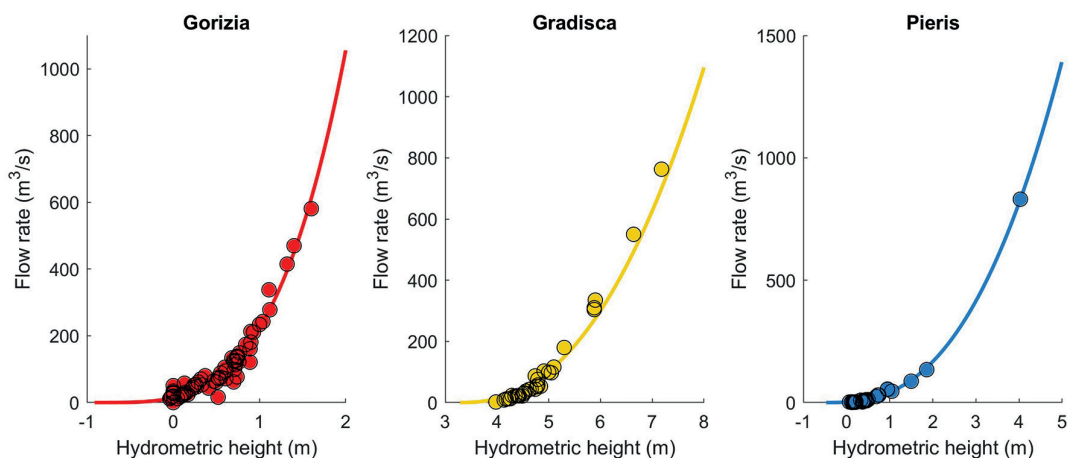 Gorizia
Flow rate (m³/s)
1000
800
600
400
200
0
-1 0 1 2
Hydrometric height (m)
Gradisca
Flow rate (m³/s)
1200
1000
800
600
400
200
0
3 4 5 6 7 8
Hydrometric height (m)
Pieris
Flow rate (m³/s)
1500
1000
500
0
-1 0 1 2 3 4 5
Hydrometric height (m)